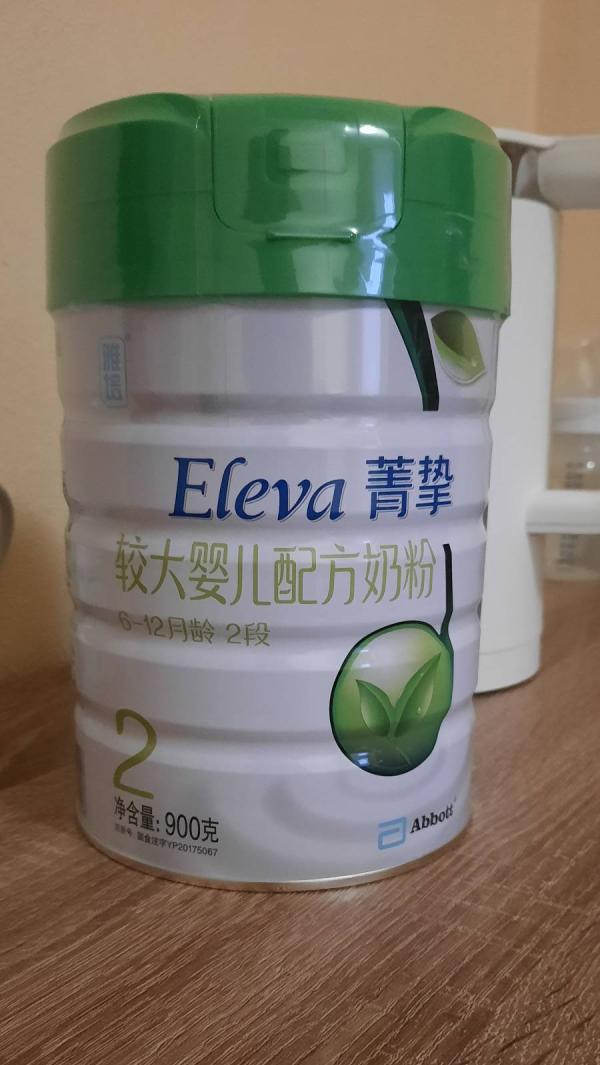 雅培
Eleva 菁挚
较大婴儿配方奶粉
6-12月龄 2段
2
净含量: 900克
注册号: 国食注字YP20175067
Abbott